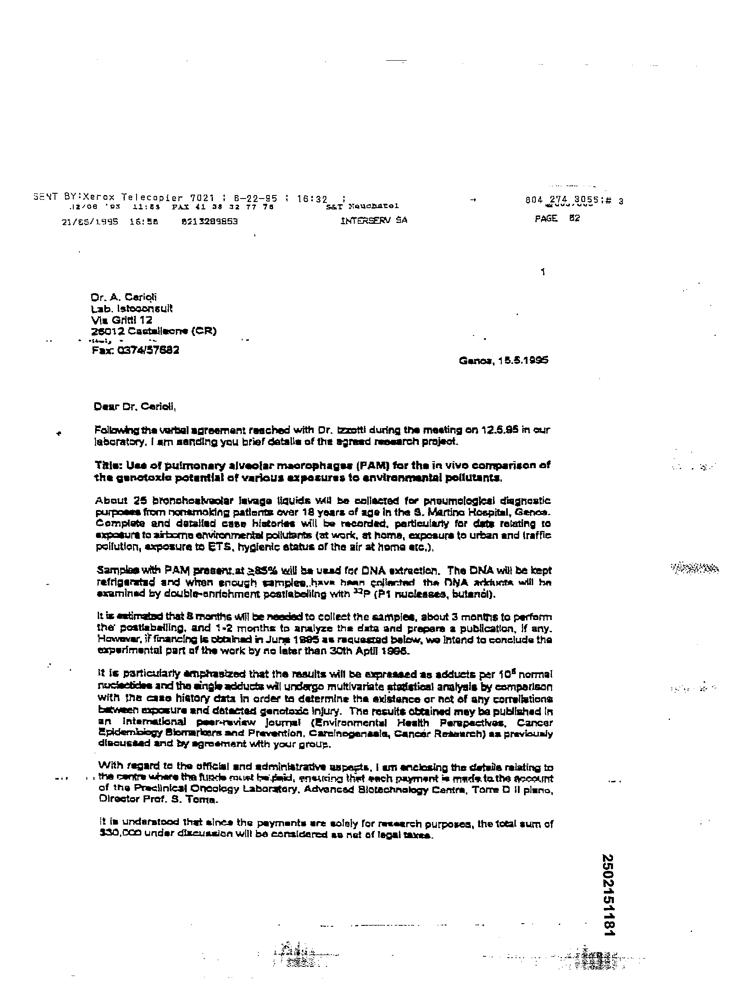 SENT BY:Xerox Telecopier 7021 ; 6-22-95 ; 16:32 ; → 804 274 3055;# 3
12/06 '95 11:55 FAX 41 38 32 77 78 S&T Neuchatel
21/65/1995 16:58 0213289853 INTERSERV SA PAGE 02
1
Dr. A. Cerioli
Lab. Istoconsult
Via Gritti 12
26012 Castelleone (CR)
Italy
Fax: 0374/57682
Genoa, 15.5.1995
Dear Dr. Cerioli,
Following the verbal agreement reached with Dr. Izzotti during the meeting on 12.5.95 in our
laboratory, I am sending you brief details of the agreed research project.
Title: Use of pulmonary alveolar macrophages (PAM) for the in vivo comparison of
the genotoxic potential of various exposures to environmental pollutants.
About 25 bronchoalveolar lavage liquids will be collected for pneumological diagnostic
purposes from nonsmoking patients over 18 years of age in the S. Martino Hospital, Genoa.
Complete and detailed case histories will be recorded, particularly for data relating to
exposure to airborne environmental pollutants (at work, at home, exposure to urban and traffic
pollution, exposure to ETS, hygienic status of the air at home etc.).
Samples with PAM present at ≥85% will be used for DNA extraction. The DNA will be kept
refrigerated and when enough samples have been collected the DNA adducts will be
examined by double-enrichment postlabelling with ³²P (P1 nucleases, butanol).
It is estimated that 8 months will be needed to collect the samples, about 3 months to perform
the postlabelling, and 1-2 months to analyze the data and prepare a publication, if any.
However, if financing is obtained in June 1995 as requested below, we intend to conclude the
experimental part of the work by no later than 30th April 1996.
It is particularly emphasized that the results will be expressed as adducts per 10⁸ normal
nucleotides and the single adducts will undergo multivariate statistical analysis by comparison
with the case history data in order to determine the existence or not of any correlations
between exposure and detected genotoxic injury. The results obtained may be published in
an International peer-review journal (Environmental Health Perspectives, Cancer
Epidemiology Biomarkers and Prevention, Carcinogenesis, Cancer Research) as previously
discussed and by agreement with your group.
With regard to the official and administrative aspects, I am enclosing the details relating to
the centre where the funds must be paid, ensuring that each payment is made to the account
of the Preclinical Oncology Laboratory, Advanced Biotechnology Centre, Torre D II piano,
Director Prof. S. Toma.
It is understood that since the payments are solely for research purposes, the total sum of
$30,000 under discussion will be considered as net of legal taxes.
2502151181